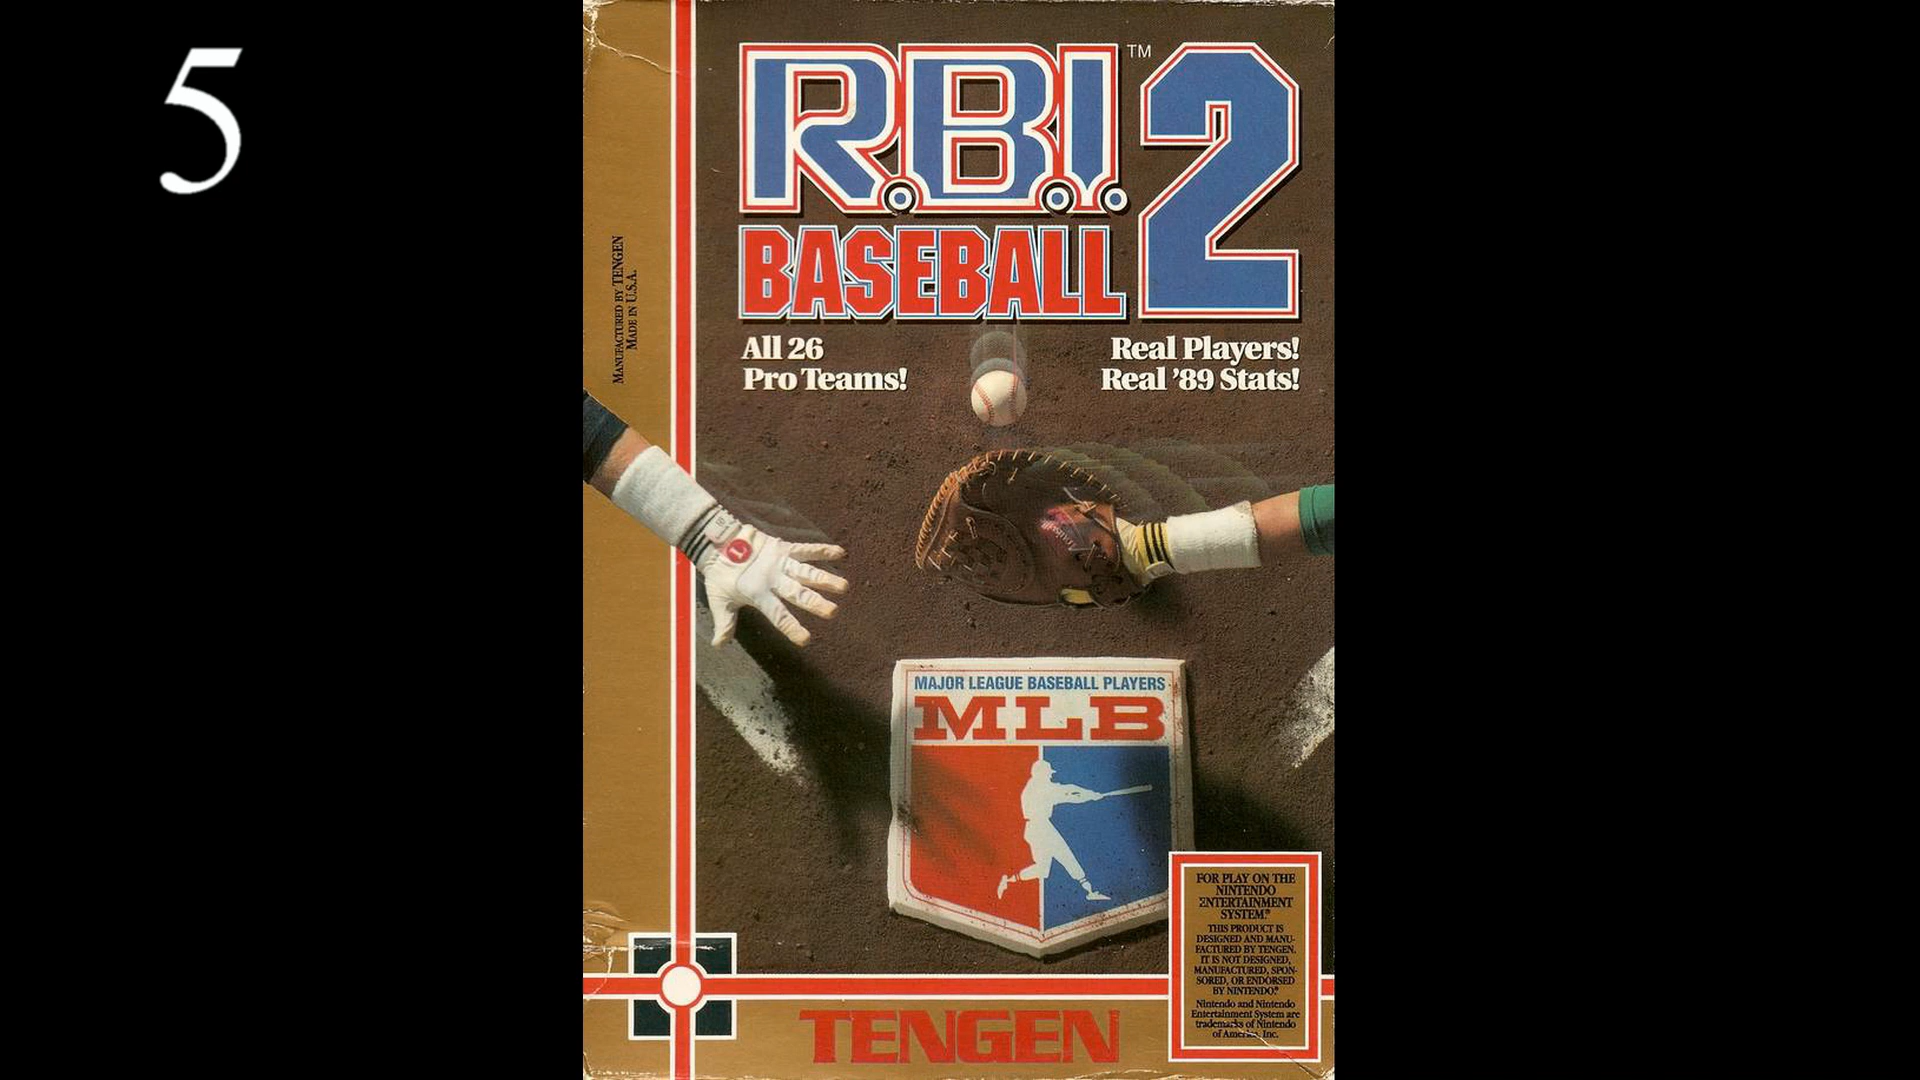 5
R.B.I.™ 2
BASEBALL
All 26
Pro Teams!
Real Players!
Real '89 Stats!
MANUFACTURED BY TENGEN
MADE IN U.S.A.
L
MAJOR LEAGUE BASEBALL PLAYERS
MLB
FOR PLAY ON THE
NINTENDO
ENTERTAINMENT
SYSTEM®
THIS PRODUCT IS
DESIGNED AND MANU-
FACTURED BY TENGEN.
IT IS NOT DESIGNED,
MANUFACTURED, SPON-
SORED, OR ENDORSED
BY NINTENDO.®
Nintendo and Nintendo
Entertainment System are
trademarks of Nintendo
of America, Inc.
TENGEN